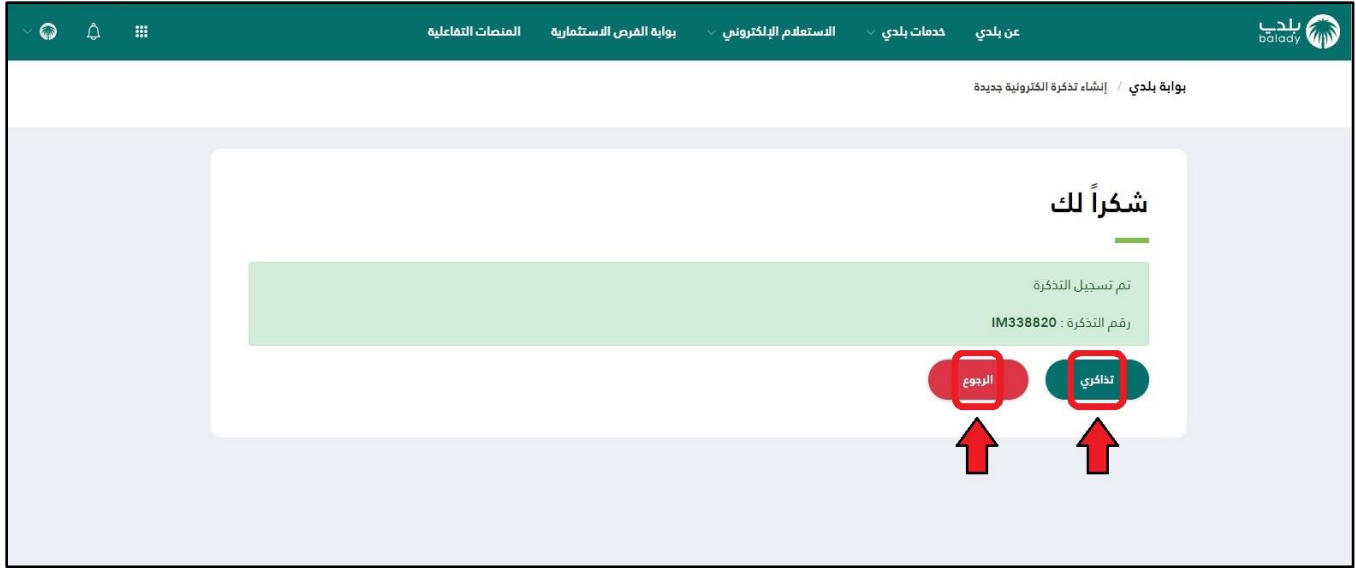 بلدي
balady
عن بلدي
خدمات بلدي
الاستعلام الإلكتروني
بوابة الفرص الاستثمارية
المنصات التفاعلية
بوابة بلدي / إنشاء تذكرة الكترونية جديدة
شكراً لك
تم تسجيل التذكرة
رقم التذكرة : IM338820
تذاكري
الرجوع